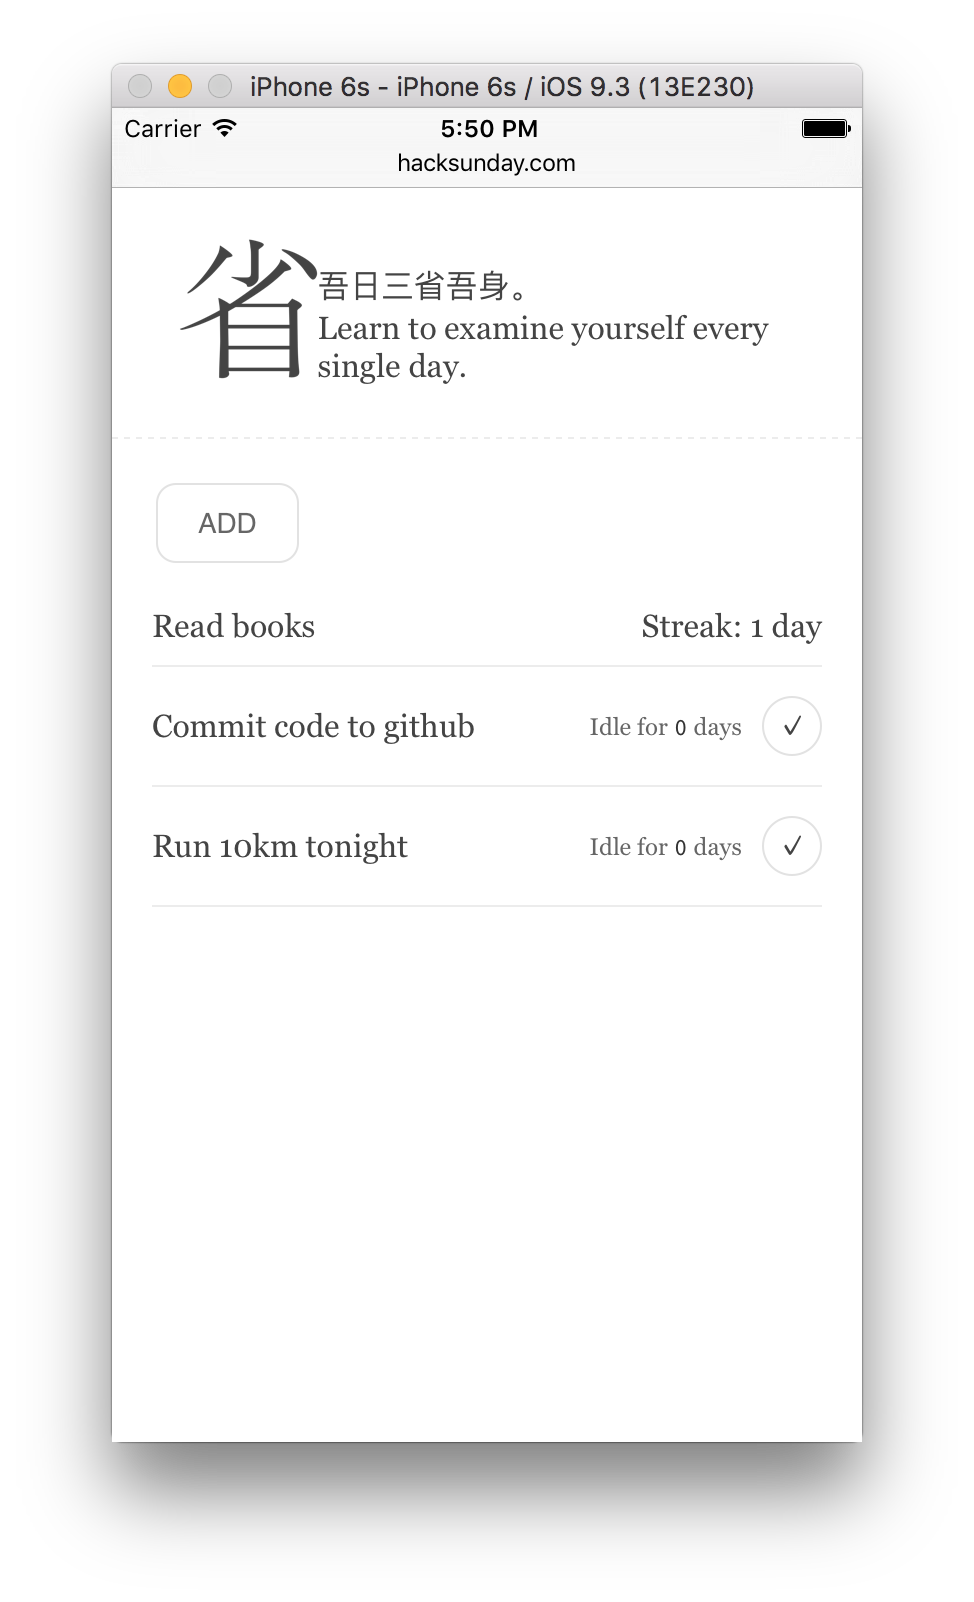 iPhone 6s - iPhone 6s / iOS 9.3 (13E230)
Carrier 5:50 PM
hacksunday.com
省
吾日三省吾身。
Learn to examine yourself every
single day.
ADD
Read books Streak: 1 day
Commit code to github Idle for 0 days ✓
Run 10km tonight Idle for 0 days ✓